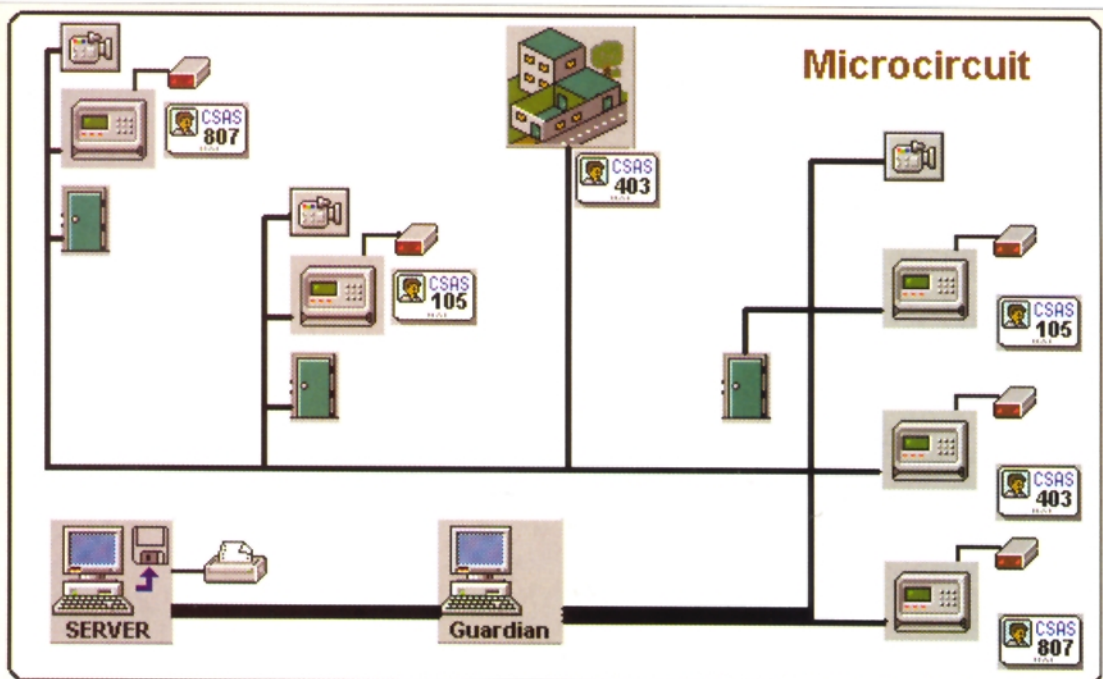 Microcircuit
CSAS
807
CSAS
403
CSAS
105
CSAS
105
CSAS
403
SERVER
Guardian
CSAS
807